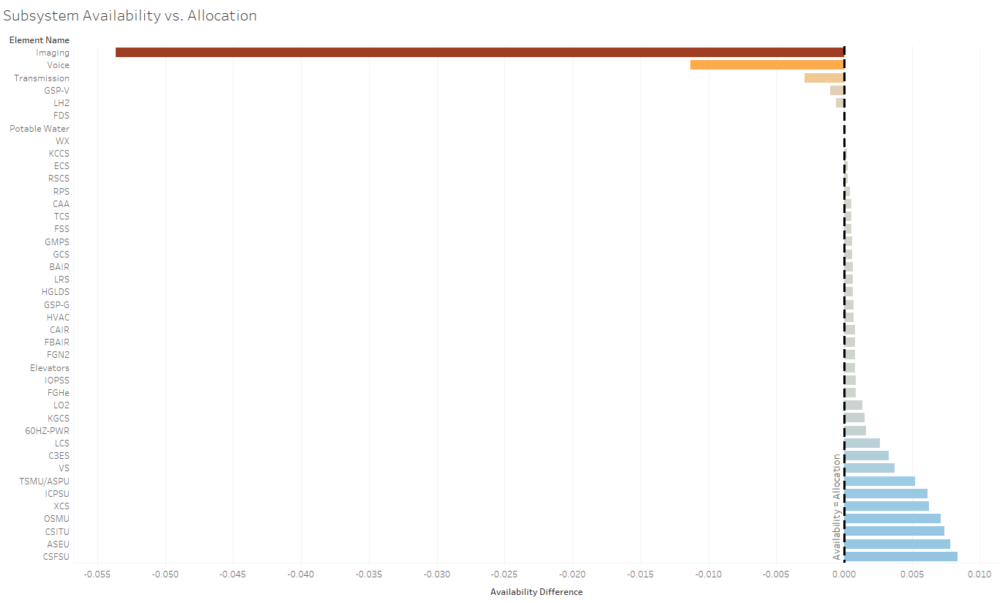 Subsystem Availability vs. Allocation
Element Name
Imaging
Voice
Transmission
GSP-V
LH2
FDS
Potable Water
WX
KCCS
ECS
RSCS
RPS
CAA
TCS
FSS
GMPS
GCS
BAIR
LRS
HGLDS
GSP-G
HVAC
CAIR
FBAIR
FGN2
Elevators
IOPSS
FGHe
LO2
KGCS
60HZ-PWR
LCS
C3ES
VS
TSMU/ASPU
ICPSU
XCS
OSMU
CSITU
ASEU
CSFSU
Availability = Allocation
-0.055 -0.050 -0.045 -0.040 -0.035 -0.030 -0.025 -0.020 -0.015 -0.010 -0.005 0.000 0.005 0.010
Availability Difference